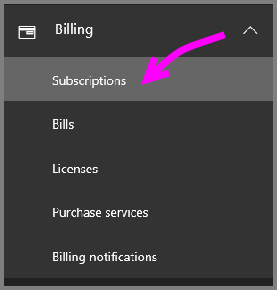 Billing
Subscriptions
Bills
Licenses
Purchase services
Billing notifications